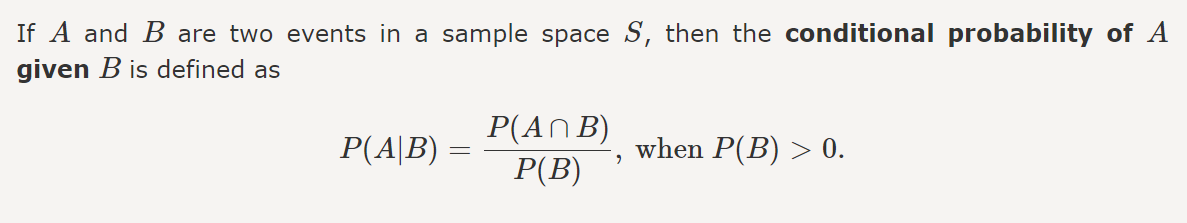 If A and B are two events in a sample space S, then the conditional probability of A
given B is defined as
P(A|B) = P(A ∩ B) / P(B), when P(B) > 0.